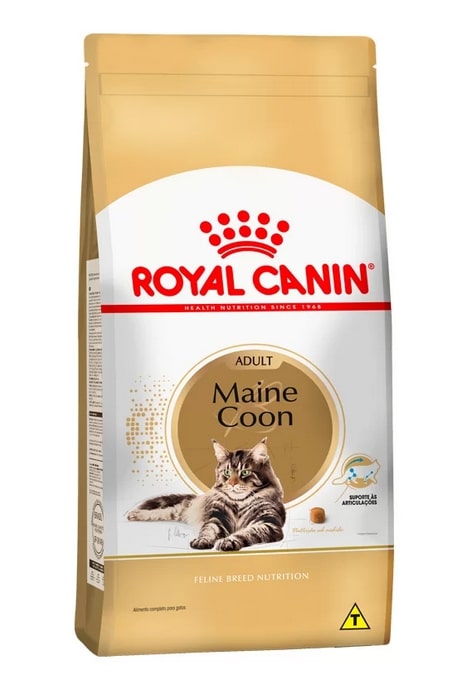 ROYAL CANIN®
HEALTH NUTRITION SINCE 1968
ADULT
Maine
Coon
SUPORTE ÀS
ARTICULAÇÕES
FELINE BREED NUTRITION
Alimento completo para gatos
T